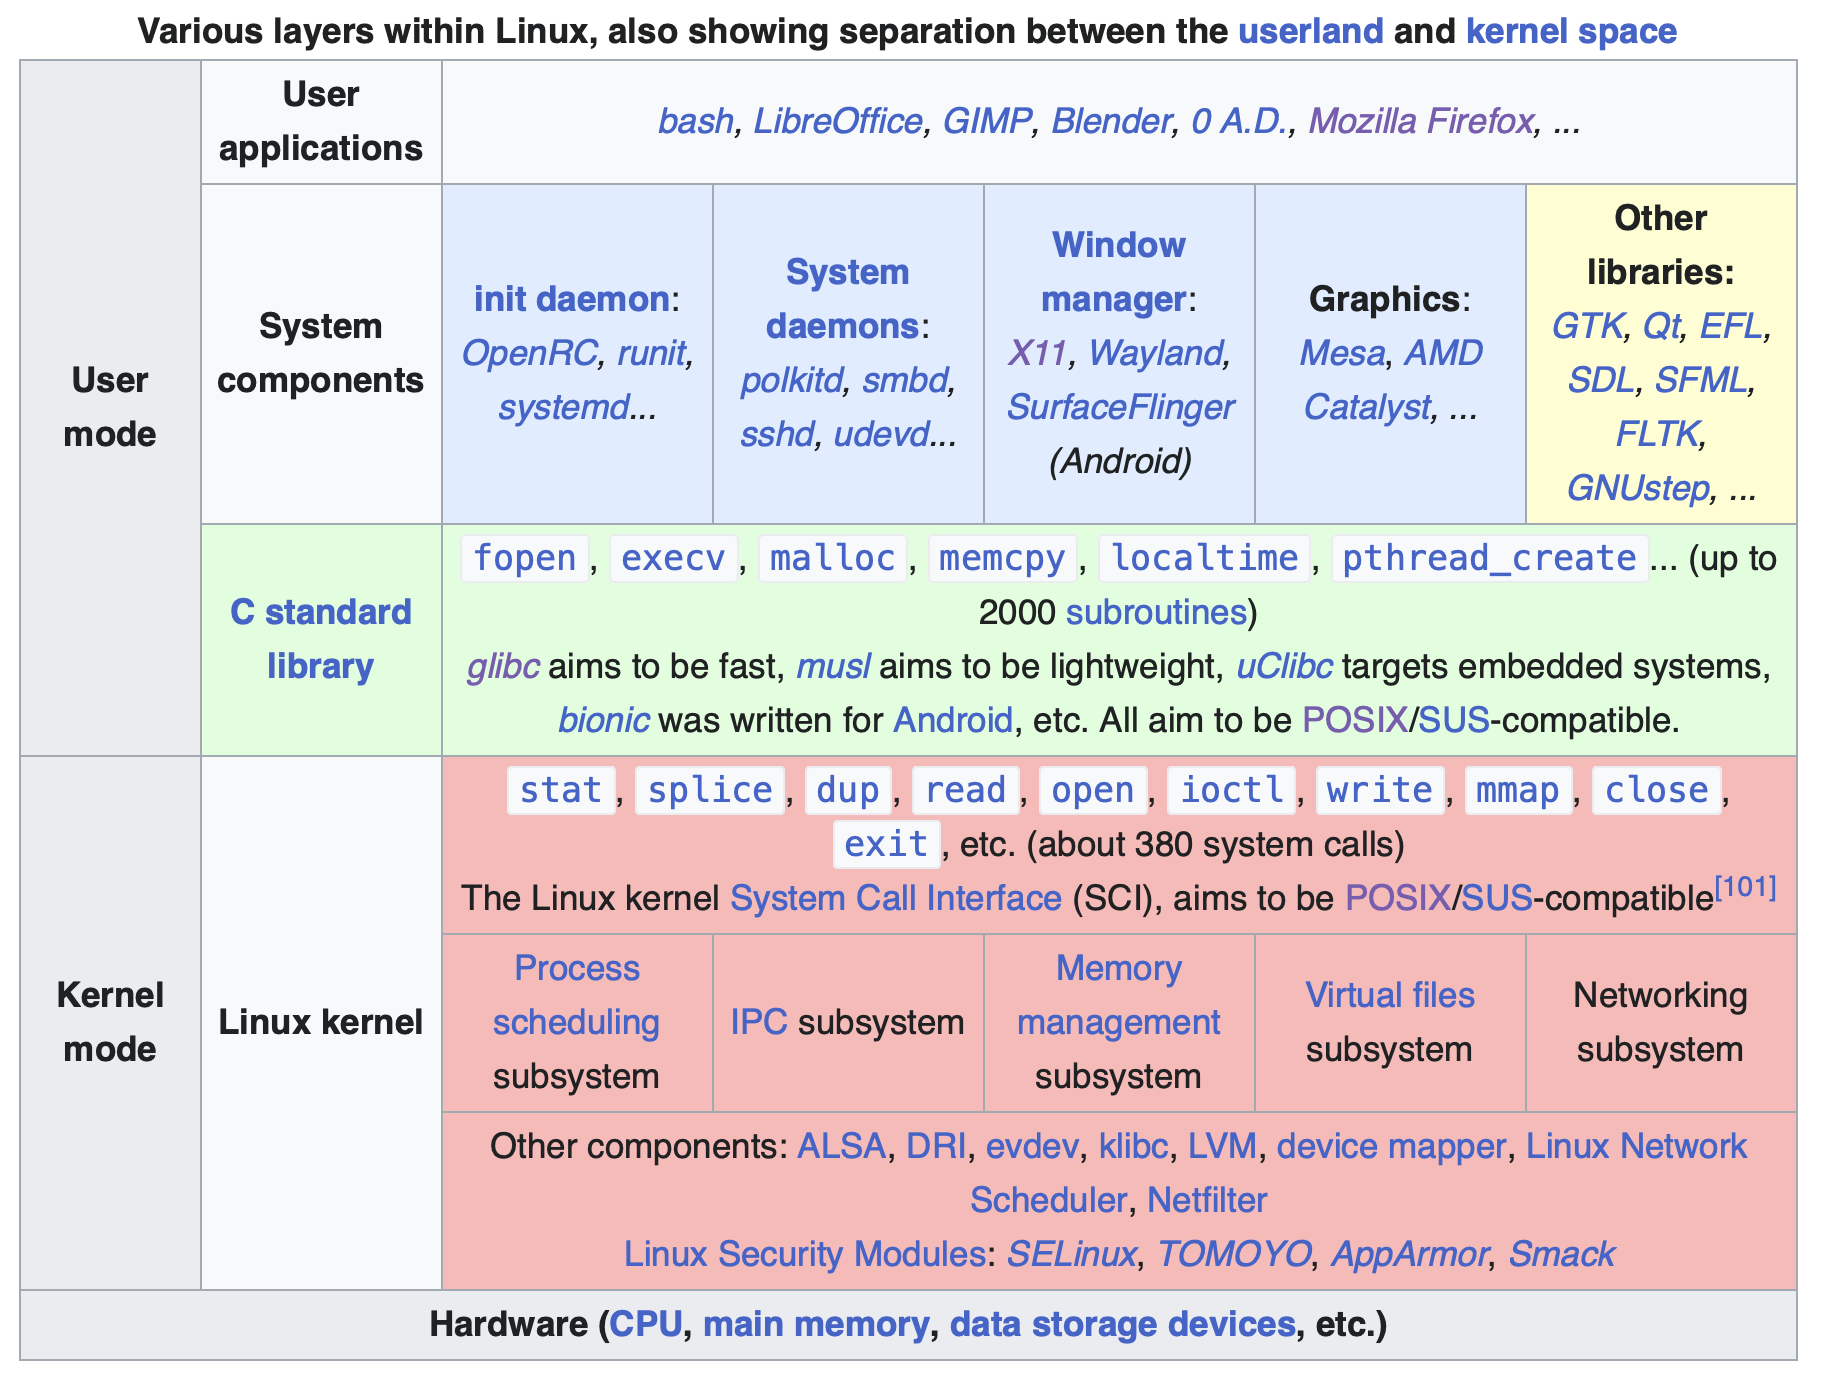 Various layers within Linux, also showing separation between the userland and kernel space
User
mode
User
applications
bash, LibreOffice, GIMP, Blender, 0 A.D., Mozilla Firefox, ...
System
components
init daemon:
OpenRC, runit,
systemd...
System
daemons:
polkitd, smbd,
sshd, udevd...
Window
manager:
X11, Wayland,
SurfaceFlinger
(Android)
Graphics:
Mesa, AMD
Catalyst, ...
Other
libraries:
GTK, Qt, EFL,
SDL, SFML,
FLTK,
GNUstep, ...
C standard
library
fopen, execv, malloc, memcpy, localtime, pthread_create... (up to
2000 subroutines)
glibc aims to be fast, musl aims to be lightweight, uClibc targets embedded systems,
bionic was written for Android, etc. All aim to be POSIX/SUS-compatible.
Kernel
mode
Linux kernel
stat, splice, dup, read, open, ioctl, write, mmap, close,
exit, etc. (about 380 system calls)
The Linux kernel System Call Interface (SCI), aims to be POSIX/SUS-compatible[101]
Process
scheduling
subsystem
IPC subsystem
Memory
management
subsystem
Virtual files
subsystem
Networking
subsystem
Other components: ALSA, DRI, evdev, klibc, LVM, device mapper, Linux Network
Scheduler, Netfilter
Linux Security Modules: SELinux, TOMOYO, AppArmor, Smack
Hardware (CPU, main memory, data storage devices, etc.)